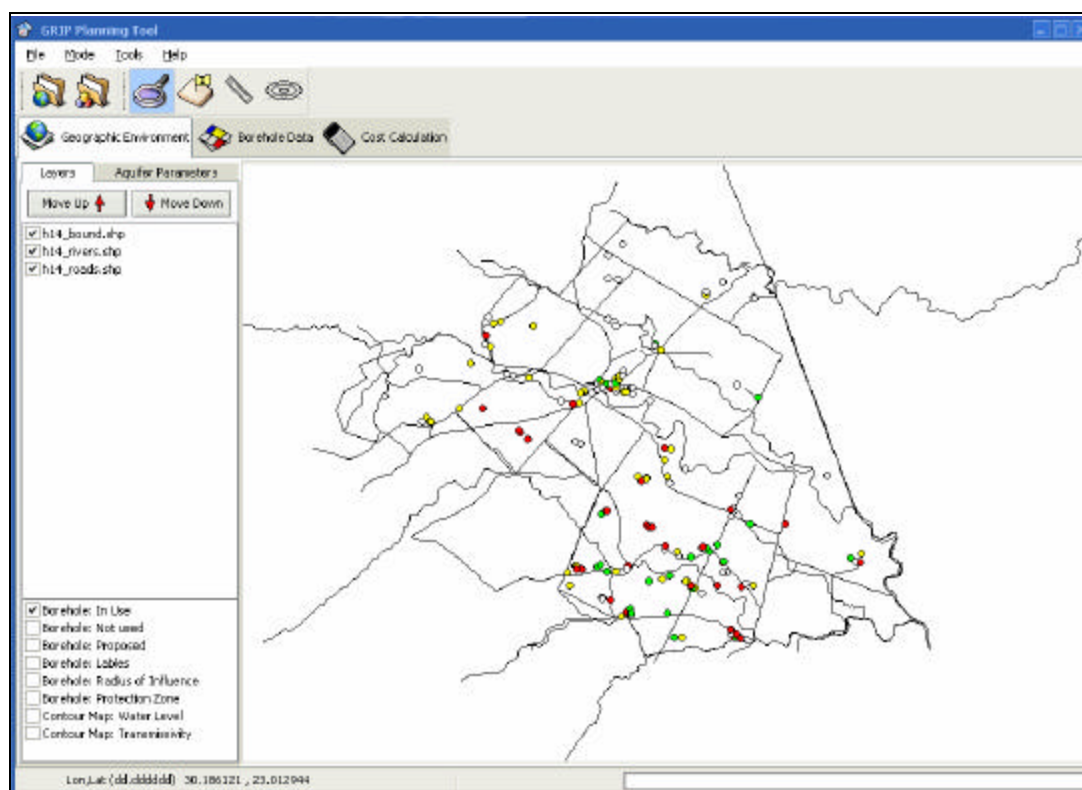 GRIP Planning Tool
File Mode Tools Help
Geographic Environment Borehole Data Cost Calculation
Layers Aquifer Parameters
Move Up Move Down
h14_bound.shp
h14_rivers.shp
h14_roads.shp
Borehole: In Use
Borehole: Not used
Borehole: Proposed
Borehole: Lables
Borehole: Radius of Influence
Borehole: Protection Zone
Contour Map: Water Level
Contour Map: Transmissivity
Lon,Lat (dd.dddddd) 30.186121 , 23.012944